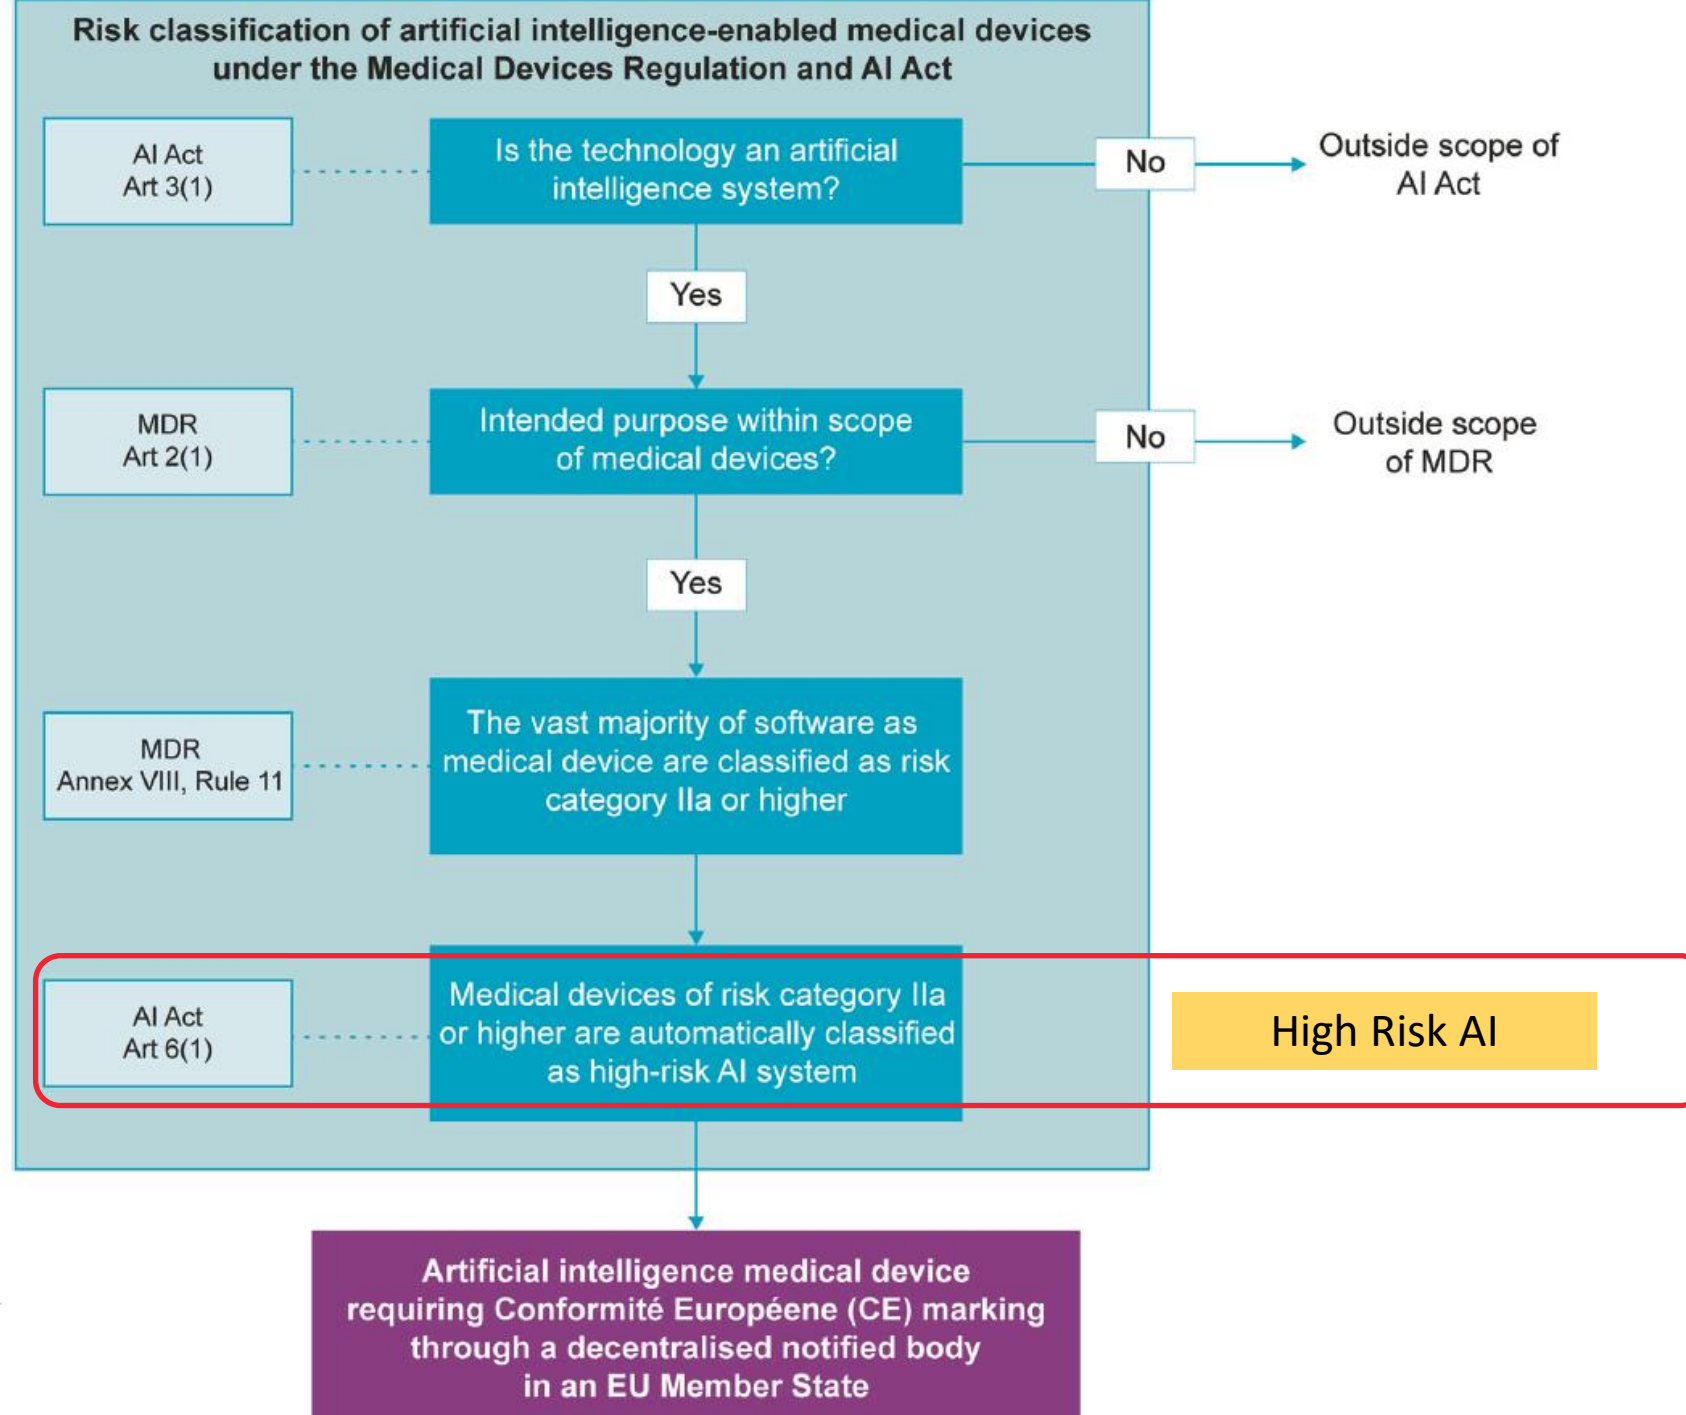 Risk classification of artificial intelligence-enabled medical devices
under the Medical Devices Regulation and AI Act
AI Act
Art 3(1)
Is the technology an artificial
intelligence system?
No
Outside scope of
AI Act
Yes
MDR
Art 2(1)
Intended purpose within scope
of medical devices?
No
Outside scope
of MDR
Yes
MDR
Annex VIII, Rule 11
The vast majority of software as
medical device are classified as risk
category IIa or higher
AI Act
Art 6(1)
Medical devices of risk category IIa
or higher are automatically classified
as high-risk AI system
High Risk AI
Artificial intelligence medical device
requiring Conformité Européene (CE) marking
through a decentralised notified body
in an EU Member State